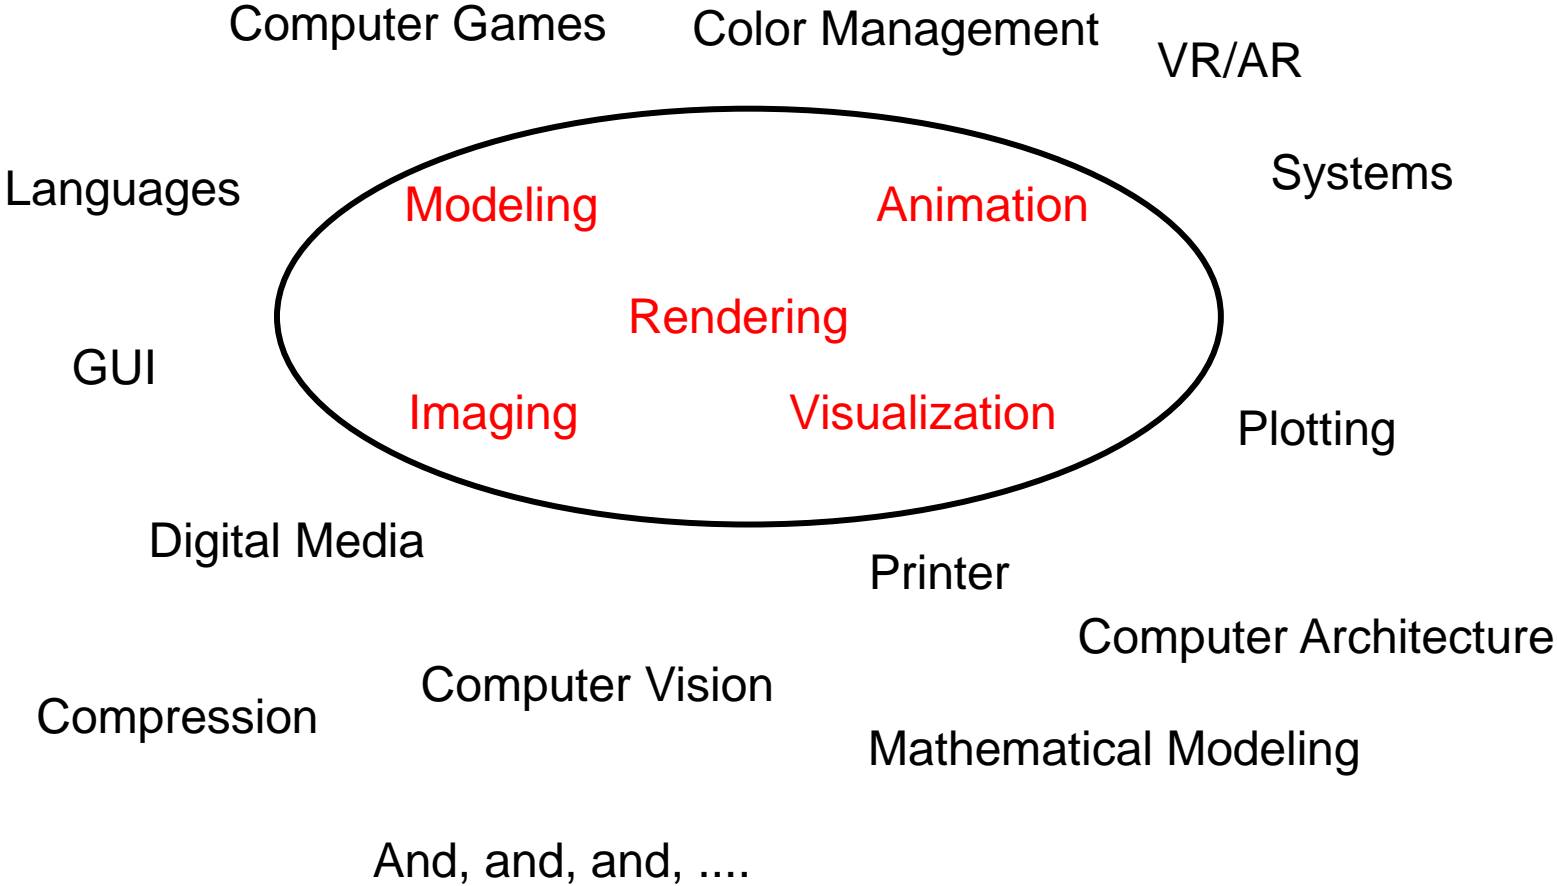 Computer Games
Color Management
VR/AR
Languages
Modeling
Animation
Systems
Rendering
GUI
Imaging
Visualization
Plotting
Digital Media
Printer
Computer Architecture
Computer Vision
Compression
Mathematical Modeling
And, and, and, ....